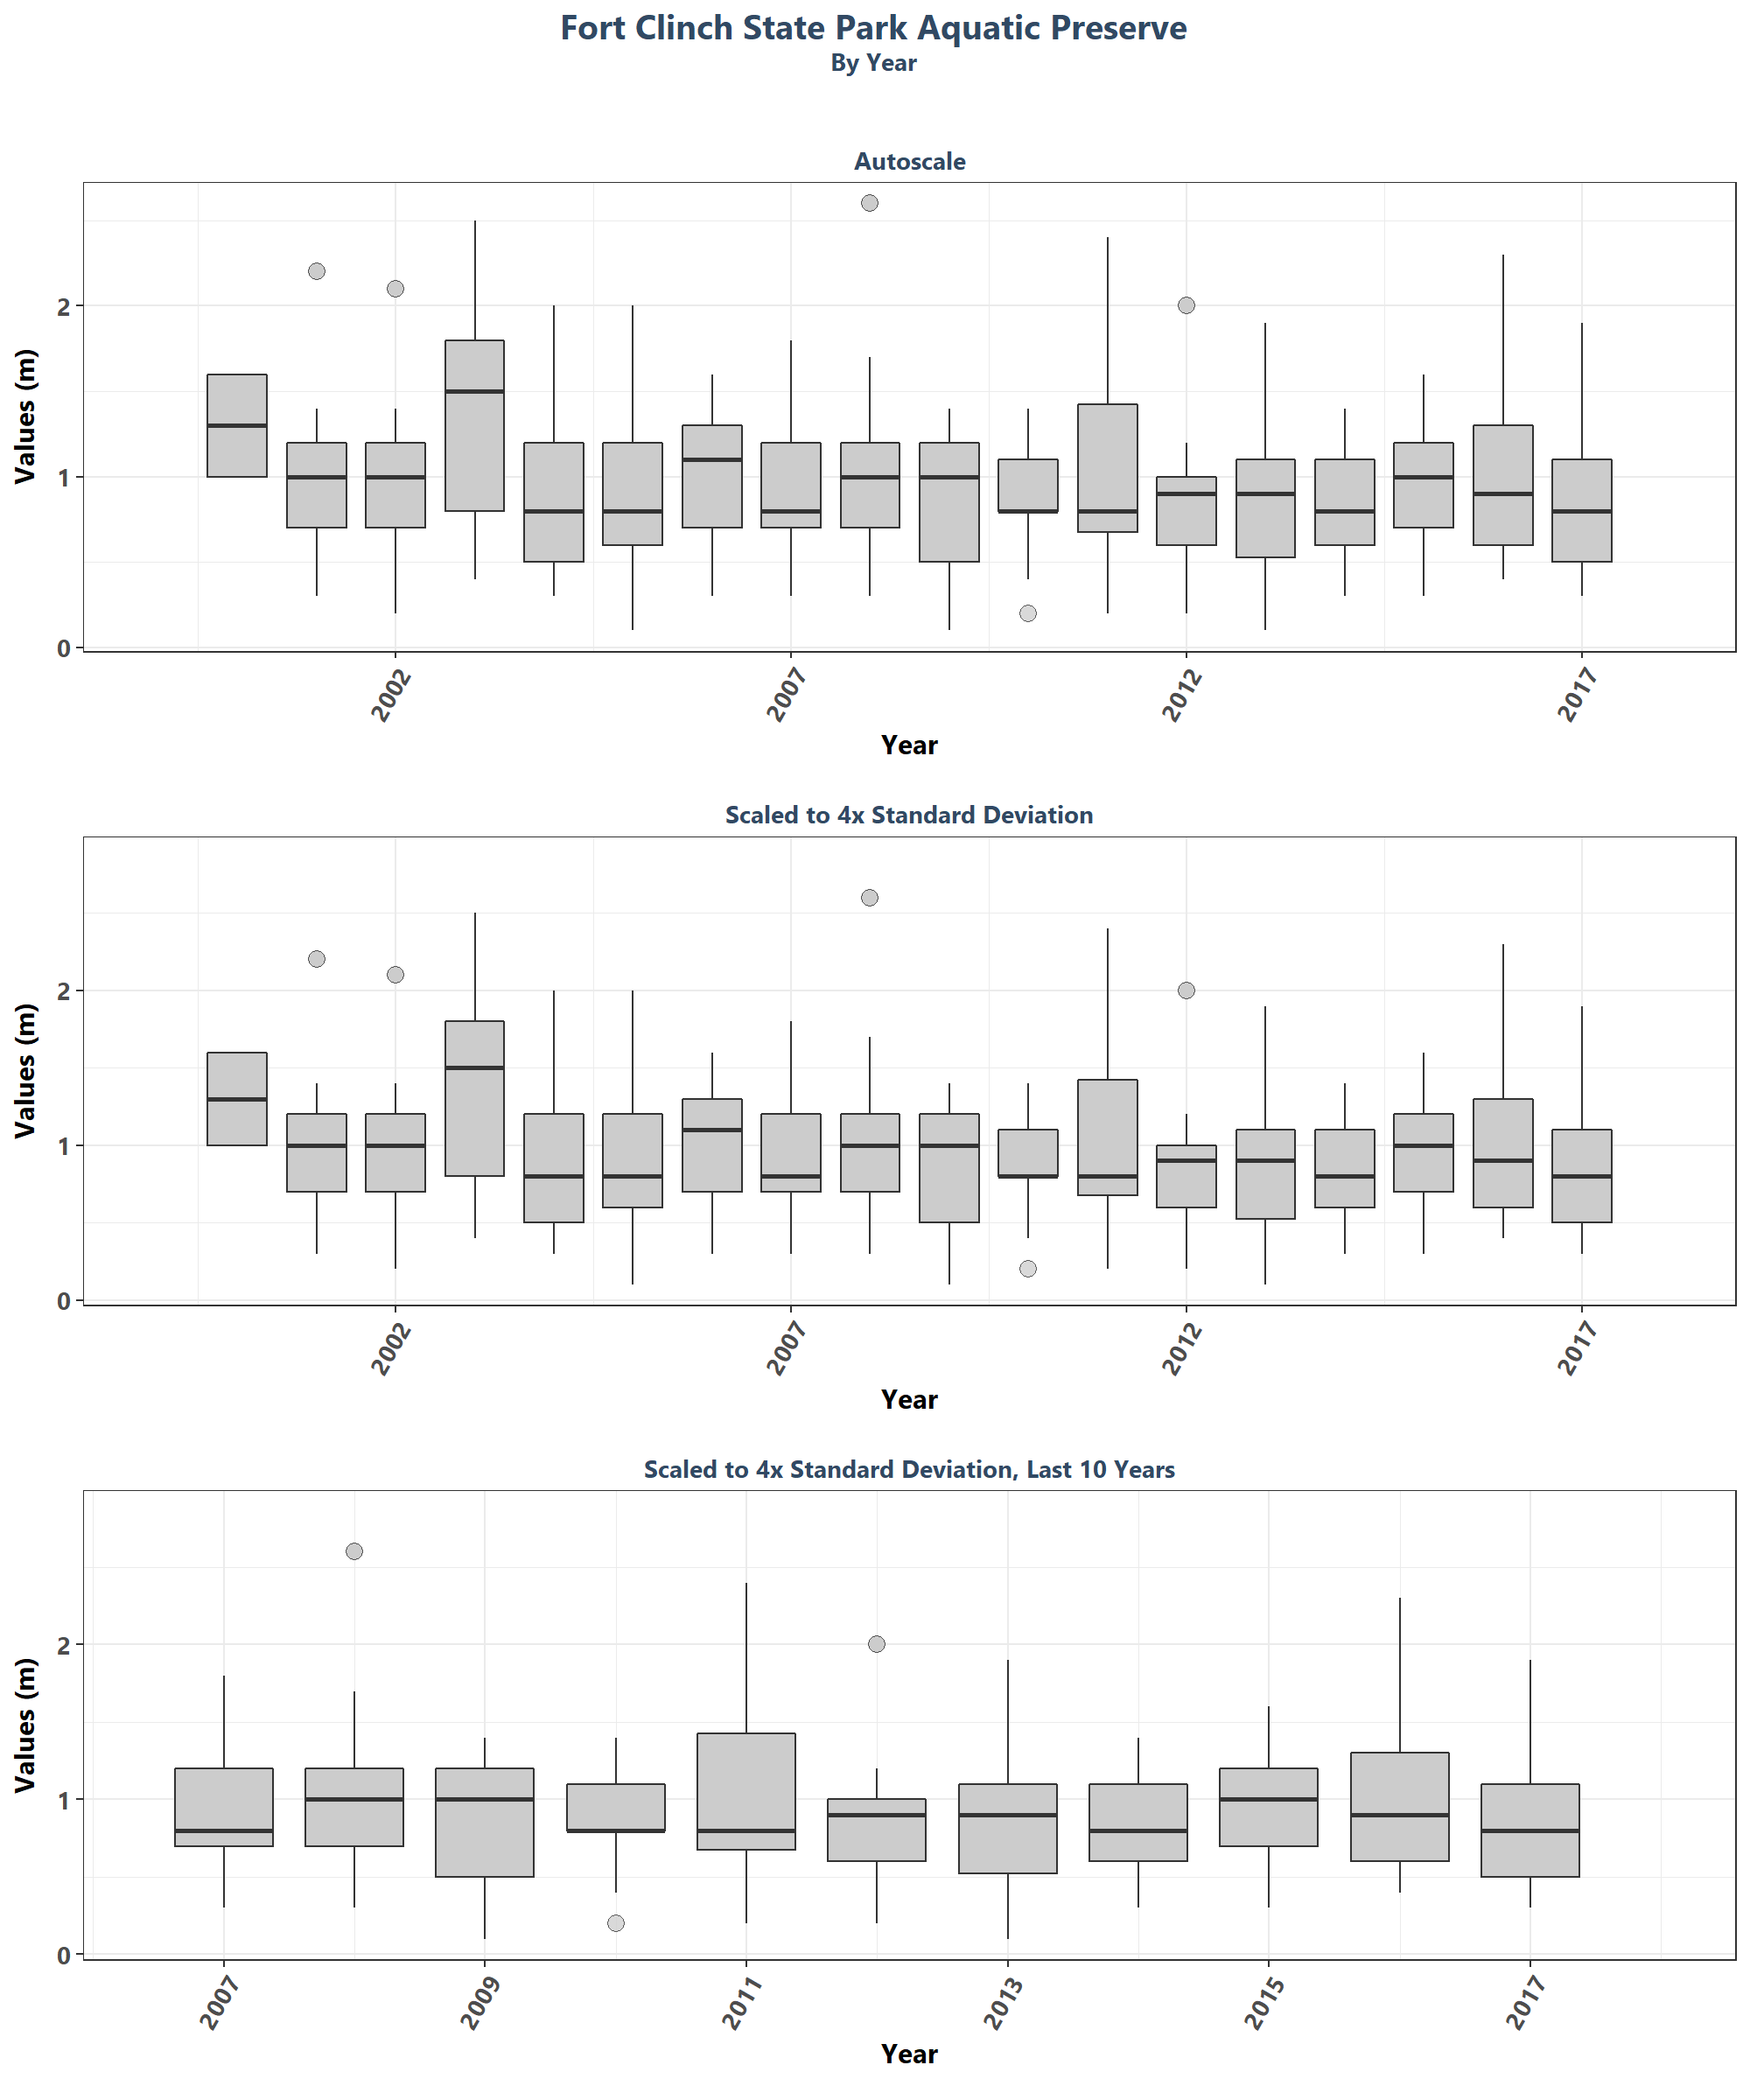 Fort Clinch State Park Aquatic Preserve
By Year
Autoscale
Values (m)
2
1
0
2002
2007
2012
2017
Year
Scaled to 4x Standard Deviation
Values (m)
2
1
0
2002
2007
2012
2017
Year
Scaled to 4x Standard Deviation, Last 10 Years
Values (m)
2
1
0
2007
2009
2011
2013
2015
2017
Year